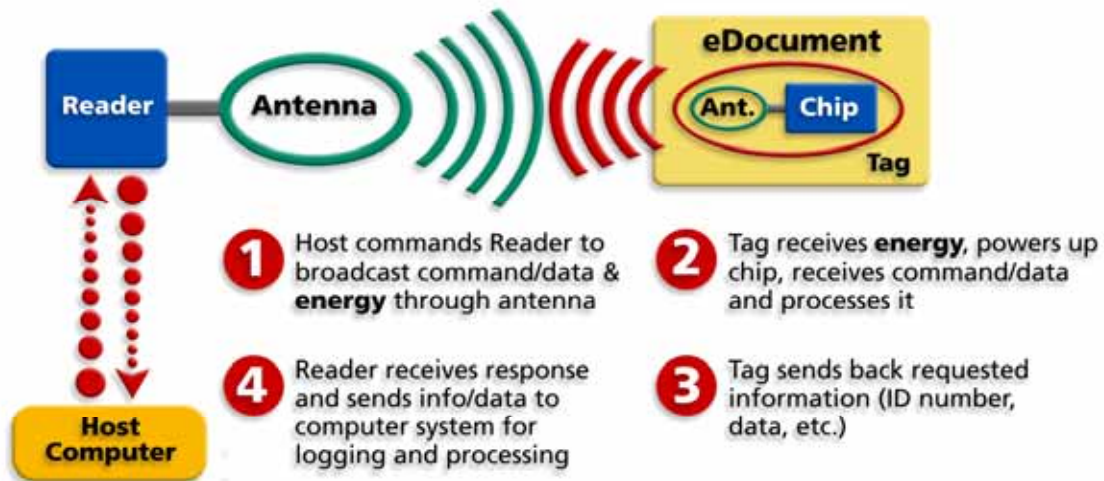 Reader
Antenna
eDocument
Ant.
Chip
Tag
1
Host commands Reader to
broadcast command/data &
energy through antenna
2
Tag receives energy, powers up
chip, receives command/data
and processes it
4
Reader receives response
and sends info/data to
computer system for
logging and processing
3
Tag sends back requested
information (ID number,
data, etc.)
Host
Computer